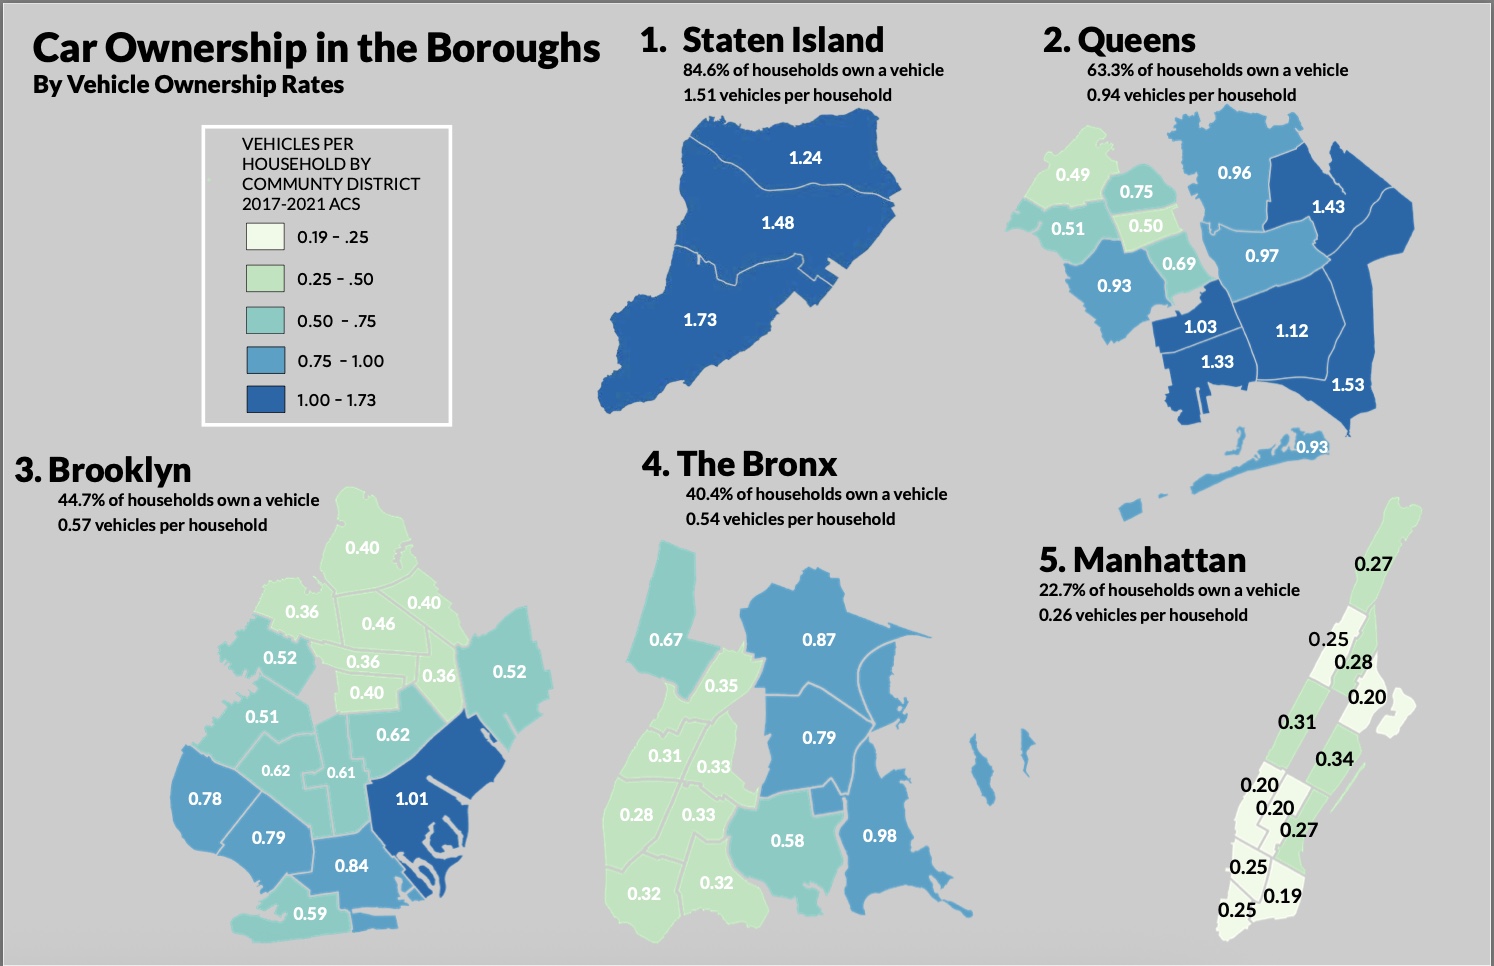 Car Ownership in the Boroughs
By Vehicle Ownership Rates
VEHICLES PER
HOUSEHOLD BY
COMMUNTY DISTRICT
2017-2021 ACS
0.19 - .25
0.25 - .50
0.50 - .75
0.75 - 1.00
1.00 - 1.73
1. Staten Island
84.6% of households own a vehicle
1.51 vehicles per household
1.24
1.48
1.73
2. Queens
63.3% of households own a vehicle
0.94 vehicles per household
0.49
0.75
0.96
1.43
0.51
0.50
0.69
0.97
0.93
1.03
1.12
1.33
1.53
0.93
3. Brooklyn
44.7% of households own a vehicle
0.57 vehicles per household
0.40
0.36
0.40
0.46
0.52
0.36
0.36
0.52
0.40
0.51
0.62
0.62
0.61
0.78
1.01
0.79
0.84
0.59
4. The Bronx
40.4% of households own a vehicle
0.54 vehicles per household
0.67
0.87
0.35
0.79
0.31
0.33
0.28
0.33
0.58
0.98
0.32
0.32
5. Manhattan
22.7% of households own a vehicle
0.26 vehicles per household
0.27
0.25
0.28
0.20
0.31
0.34
0.20
0.20
0.27
0.25
0.19
0.25